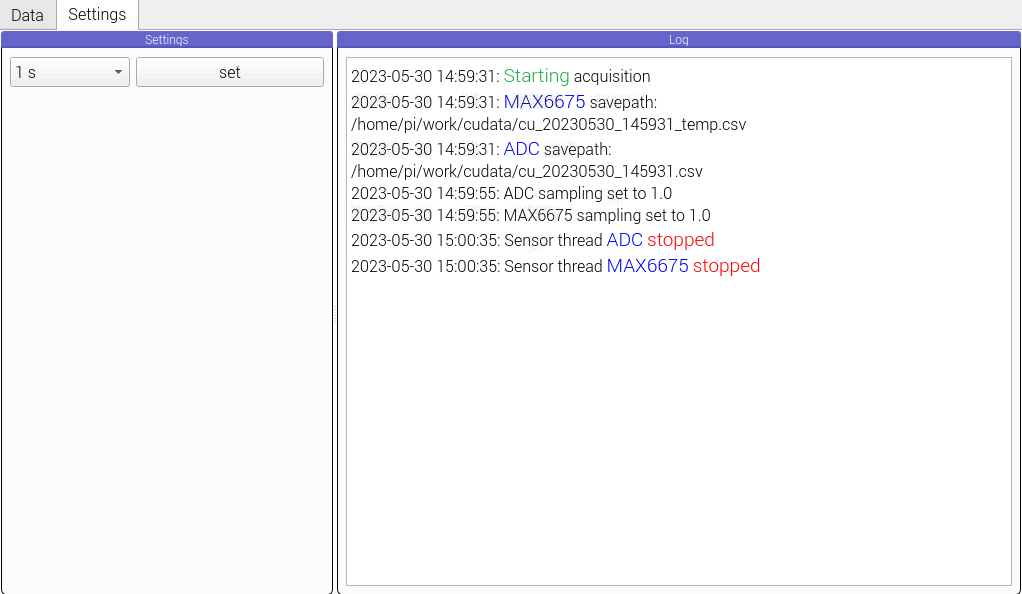 Data Settings
Settings
1 s set
Log
2023-05-30 14:59:31: Starting acquisition
2023-05-30 14:59:31: MAX6675 savepath:
/home/pi/work/cudata/cu_20230530_145931_temp.csv
2023-05-30 14:59:31: ADC savepath:
/home/pi/work/cudata/cu_20230530_145931.csv
2023-05-30 14:59:55: ADC sampling set to 1.0
2023-05-30 14:59:55: MAX6675 sampling set to 1.0
2023-05-30 15:00:35: Sensor thread ADC stopped
2023-05-30 15:00:35: Sensor thread MAX6675 stopped